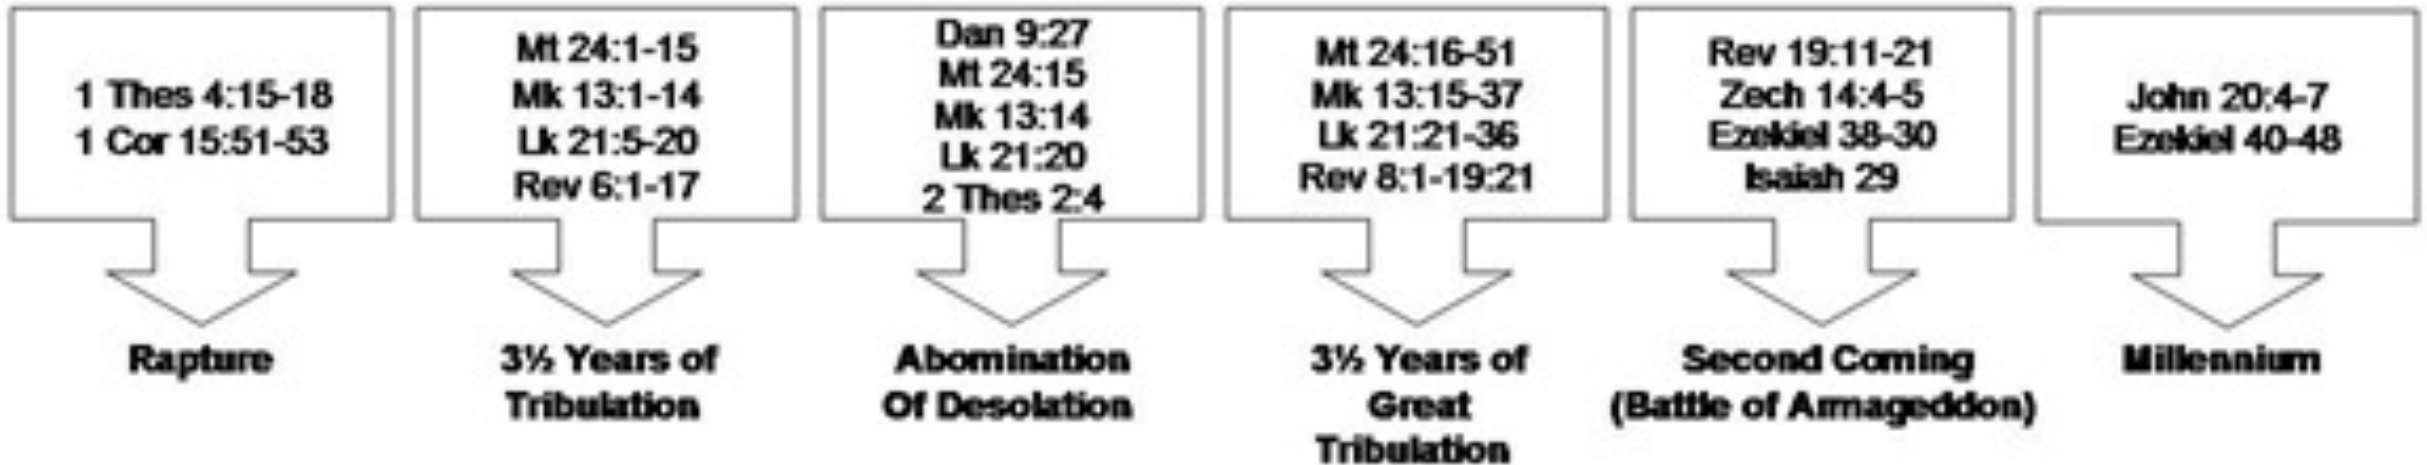 1 Thes 4:15-18
1 Cor 15:51-53
Rapture
Mt 24:1-15
Mk 13:1-14
Lk 21:5-20
Rev 6:1-17
3½ Years of
Tribulation
Dan 9:27
Mt 24:15
Mk 13:14
Lk 21:20
2 Thes 2:4
Abomination
Of Desolation
Mt 24:16-51
Mk 13:15-37
Lk 21:21-36
Rev 8:1-19:21
3½ Years of
Great
Tribulation
Rev 19:11-21
Zech 14:4-5
Ezekiel 38-30
Isaiah 29
Second Coming
(Battle of Armageddon)
John 20:4-7
Ezekiel 40-48
Millennium